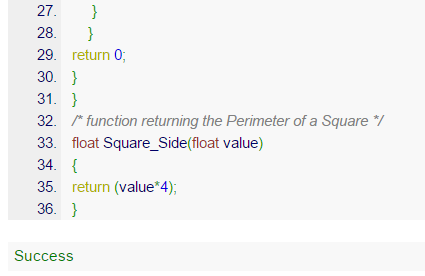 27. }
28. }
29. return 0;
30. }
31. }
32. /* function returning the Perimeter of a Square */
33. float Square_Side(float value)
34. {
35. return (value*4);
36. }
Success